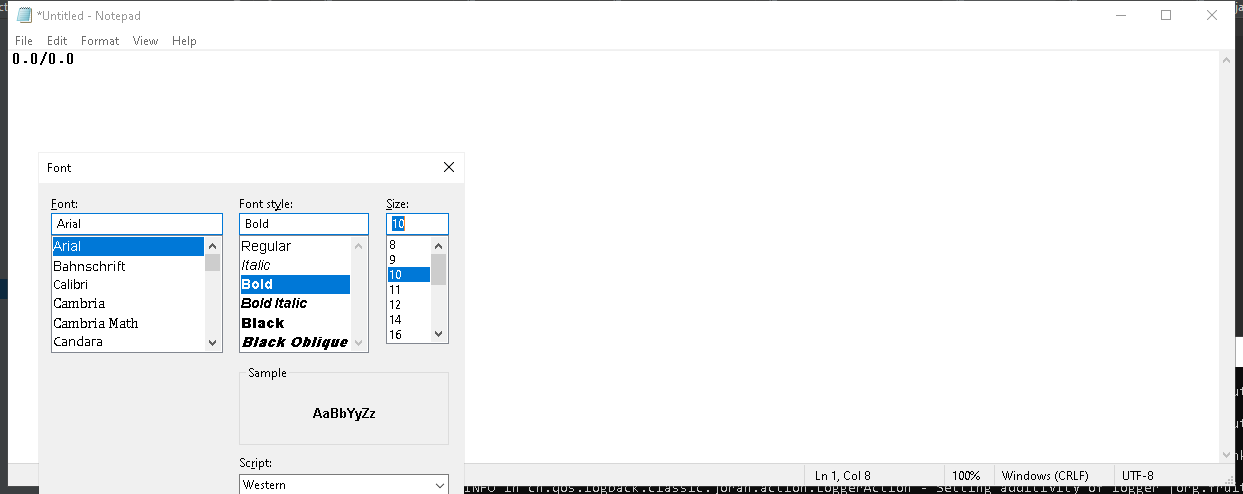 *Untitled - Notepad
File Edit Format View Help
0.0/0.0
Font
Font: Font style: Size:
Arial Bold 10
Arial Regular 8
Bahnschrift Italic 9
Calibri Bold 10
Cambria Bold Italic 11
Cambria Math Black 12
Candara Black Oblique 14
16
Sample
AaBbYyZz
Script:
Western
Ln 1, Col 8 100% Windows (CRLF) UTF-8
INFO in ch.qos.logback.classic.joran.action.LoggerAction - Setting additivity of logger